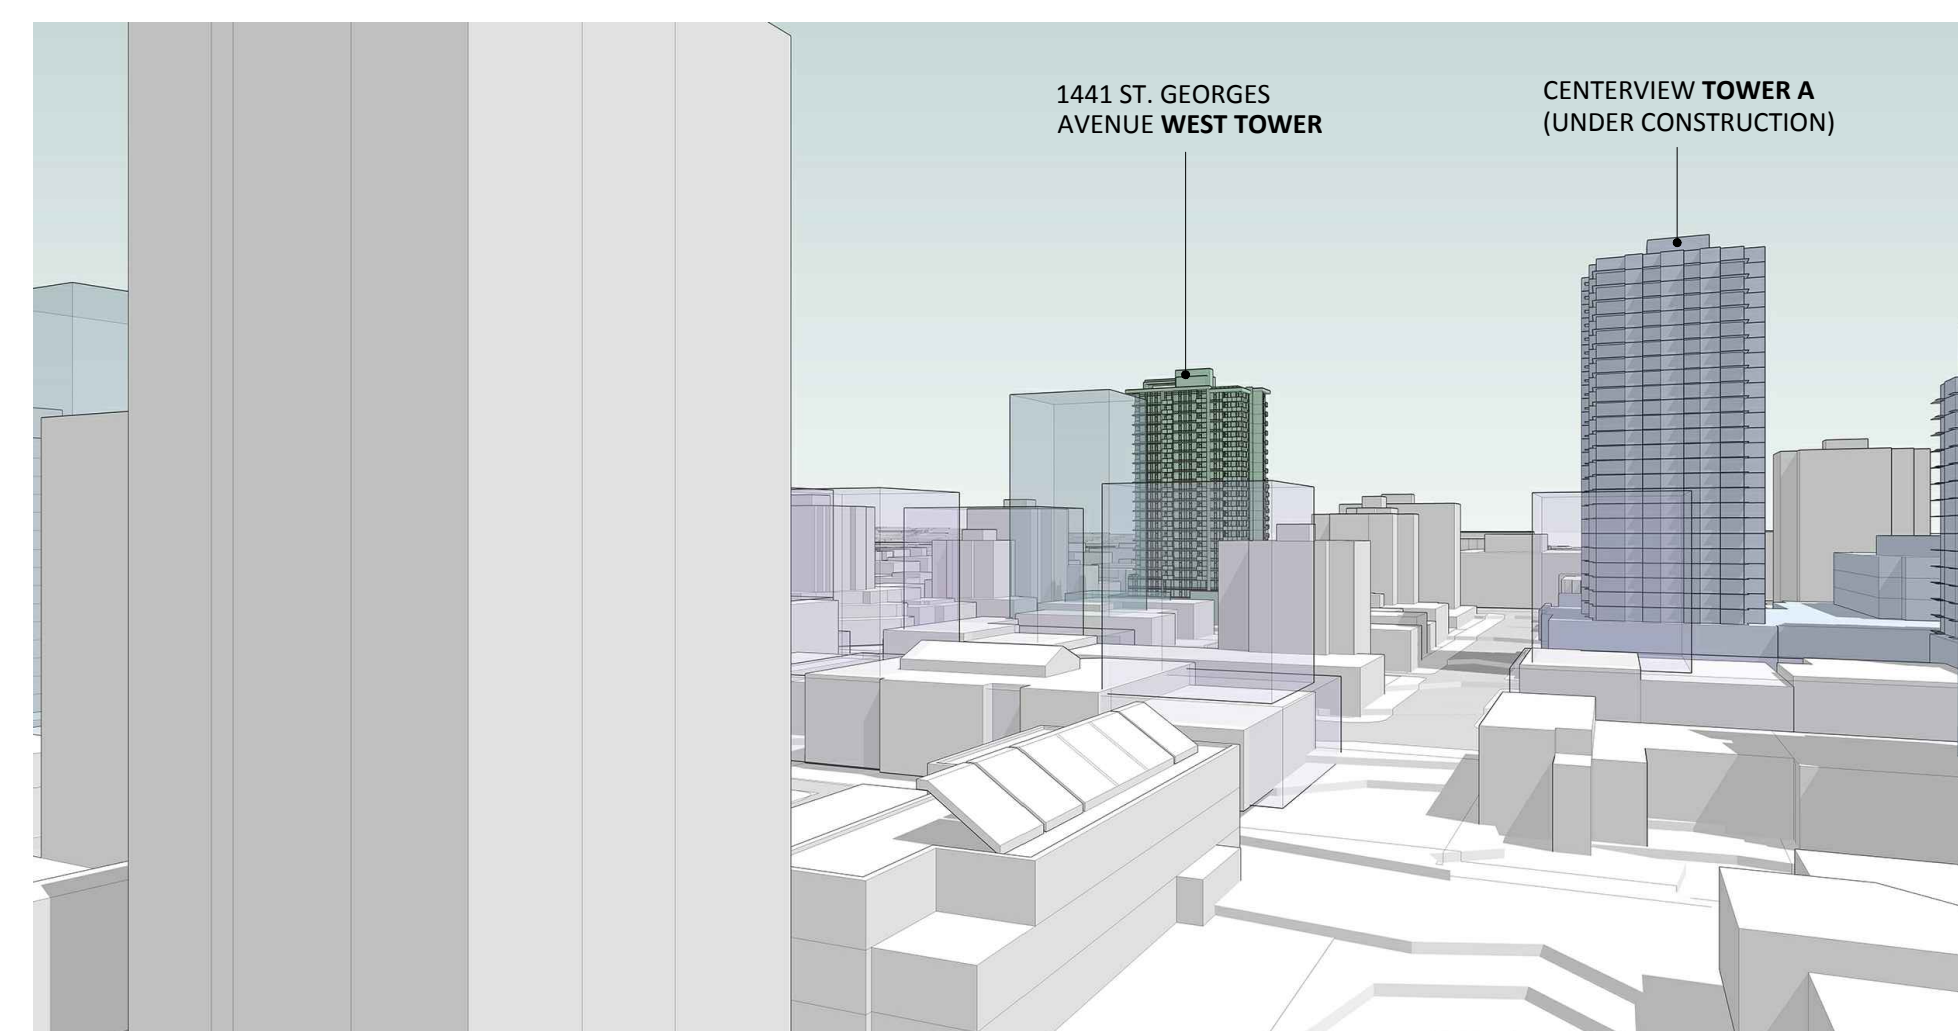 1441 ST. GEORGES
AVENUE WEST TOWER
CENTERVIEW TOWER A
(UNDER CONSTRUCTION)